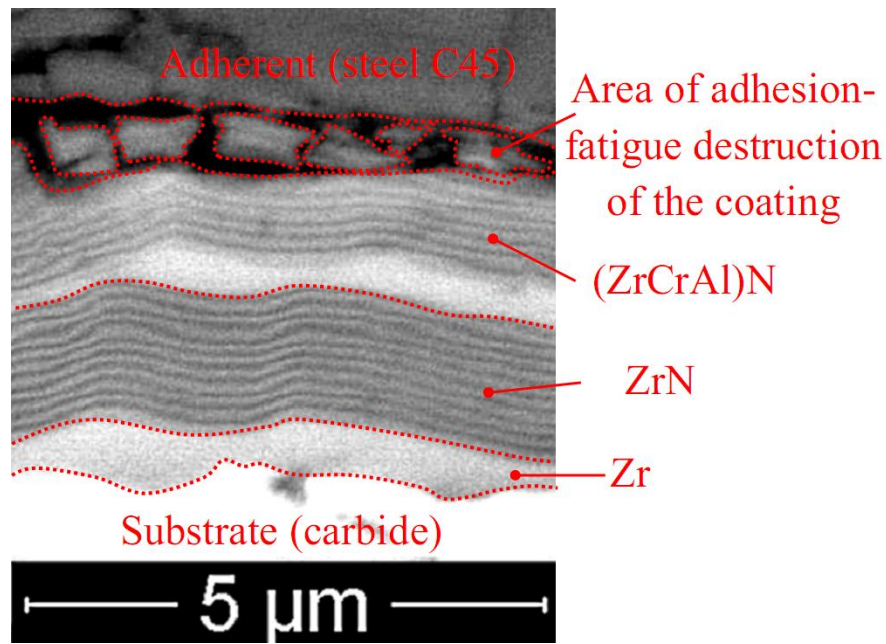 Adherent (steel C45)
Area of adhesion-
fatigue destruction
of the coating
(ZrCrAl)N
ZrN
Zr
Substrate (carbide)
5 μm